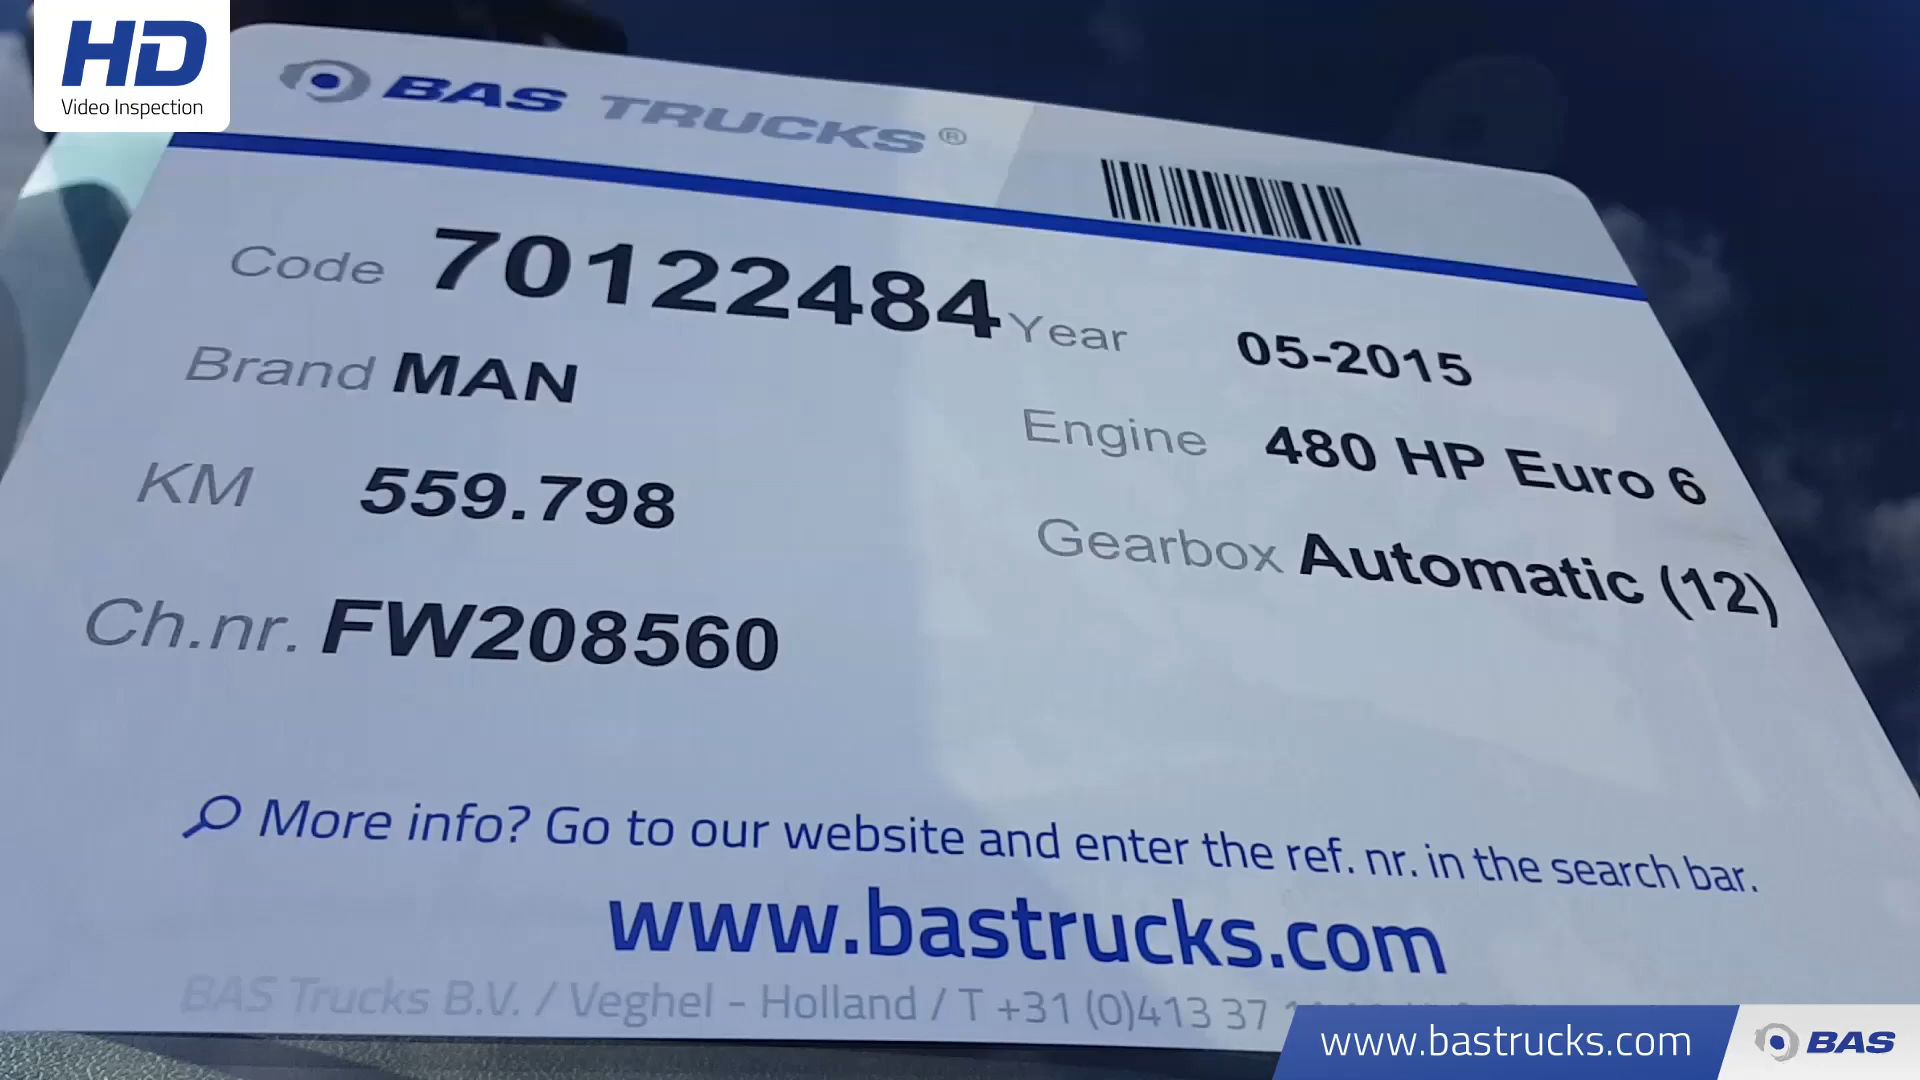 HD
Video Inspection
BAS TRUCKS®
Code 70122484
Year 05-2015
Brand MAN
Engine 480 HP Euro 6
KM 559.798
Gearbox Automatic (12)
Ch.nr. FW208560
More info? Go to our website and enter the ref. nr. in the search bar.
www.bastrucks.com
BAS Trucks B.V. / Veghel - Holland / T +31 (0)413 37
www.bastrucks.com
BAS